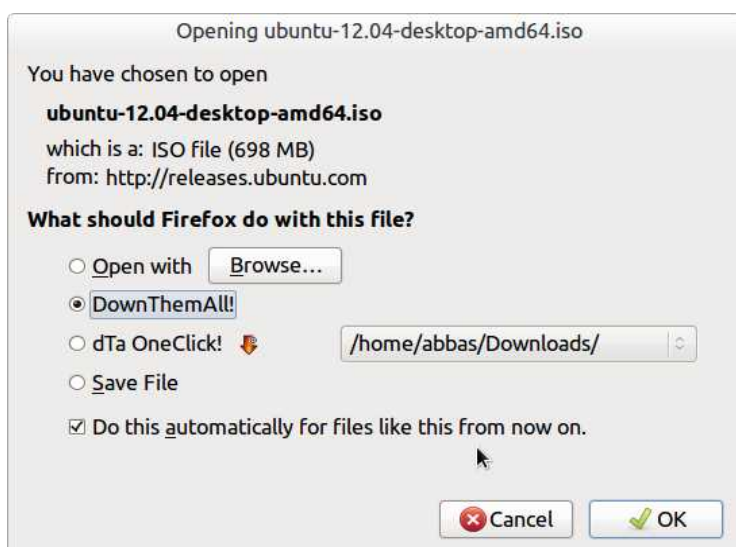 Opening ubuntu-12.04-desktop-amd64.iso
You have chosen to open
ubuntu-12.04-desktop-amd64.iso
which is a: ISO file (698 MB)
from: http://releases.ubuntu.com
What should Firefox do with this file?
Open with Browse...
DownThemAll!
dTa OneClick! /home/abbas/Downloads/
Save File
Do this automatically for files like this from now on.
Cancel OK